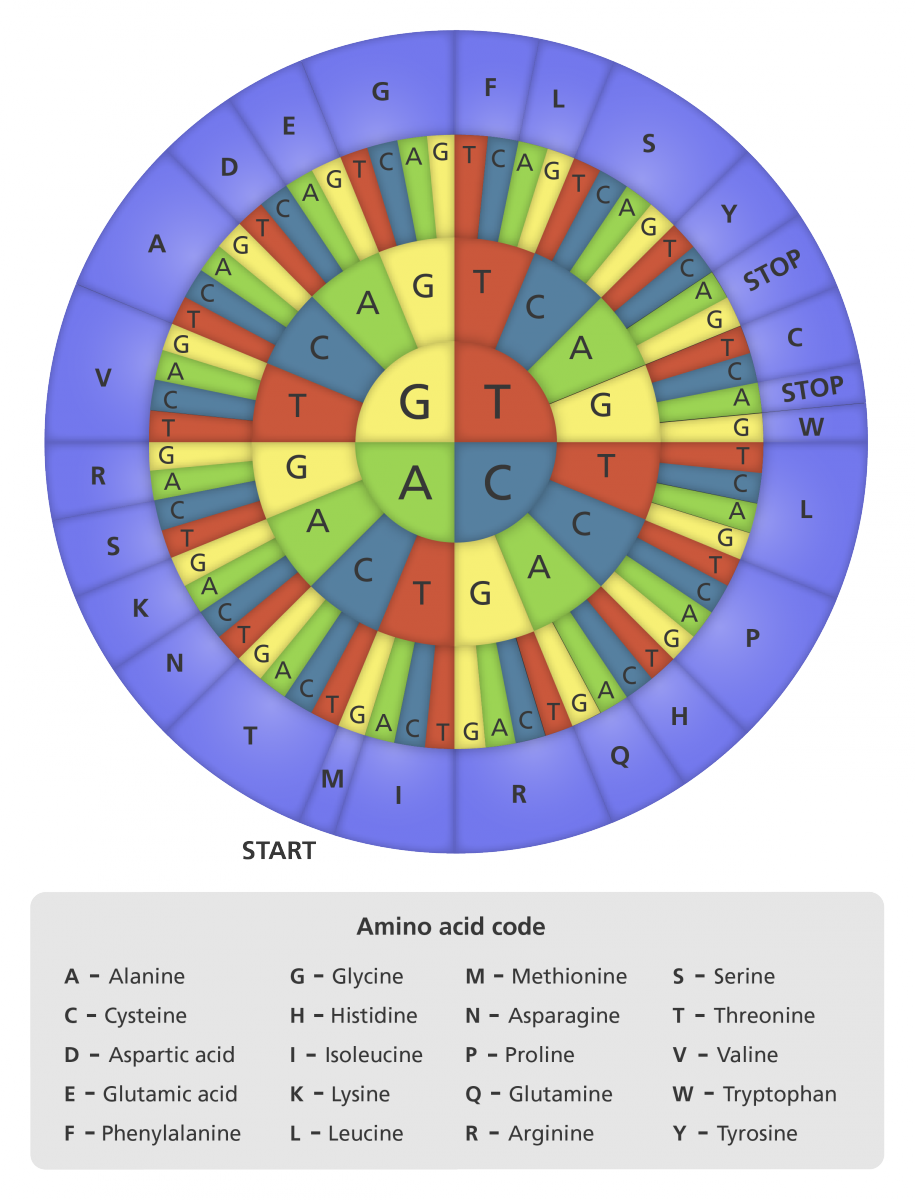 F L S Y STOP C STOP W L P H Q R I M T N K S R V A D E G
T C A G T C A G T C A G T C A G
T C A G T C A G T C A G T C A G
T C A G T C A G T C A G T C A G
T C A G T C A G T C A G T C A G
T C A G T C A G T C A G T C A G
G T
A C
START
Amino acid code
A – Alanine
C – Cysteine
D – Aspartic acid
E – Glutamic acid
F – Phenylalanine
G – Glycine
H – Histidine
I – Isoleucine
K – Lysine
L – Leucine
M – Methionine
N – Asparagine
P – Proline
Q – Glutamine
R – Arginine
S – Serine
T – Threonine
V – Valine
W – Tryptophan
Y – Tyrosine